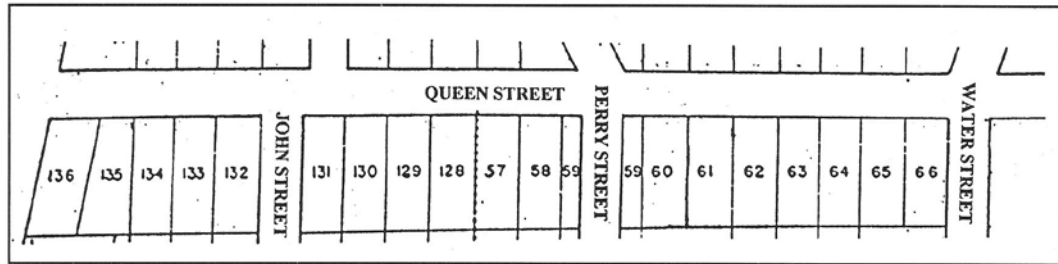 QUEEN STREET
JOHN STREET
PERRY STREET
WATER STREET
136 135 134 133 132 131 130 129 128 57 58 59 59 60 61 62 63 64 65 66